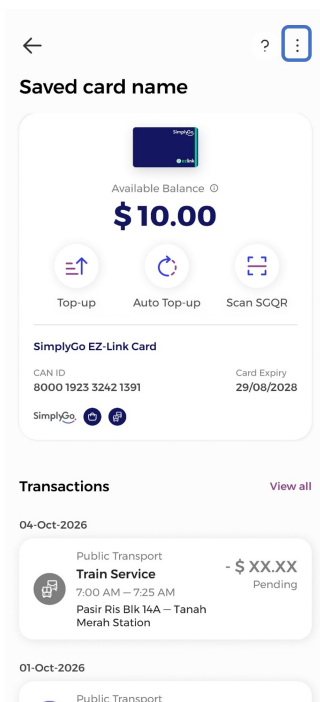 ?
Saved card name
SimplyGo
ezlink
Available Balance
$ 10.00
Top-up Auto Top-up Scan SGQR
SimplyGo EZ-Link Card
CAN ID Card Expiry
8000 1923 3242 1391 29/08/2028
SimplyGo
Transactions View all
04-Oct-2026
Public Transport
Train Service - $ XX.XX
7:00 AM — 7:25 AM Pending
Pasir Ris Blk 14A — Tanah
Merah Station
01-Oct-2026
Public Transport